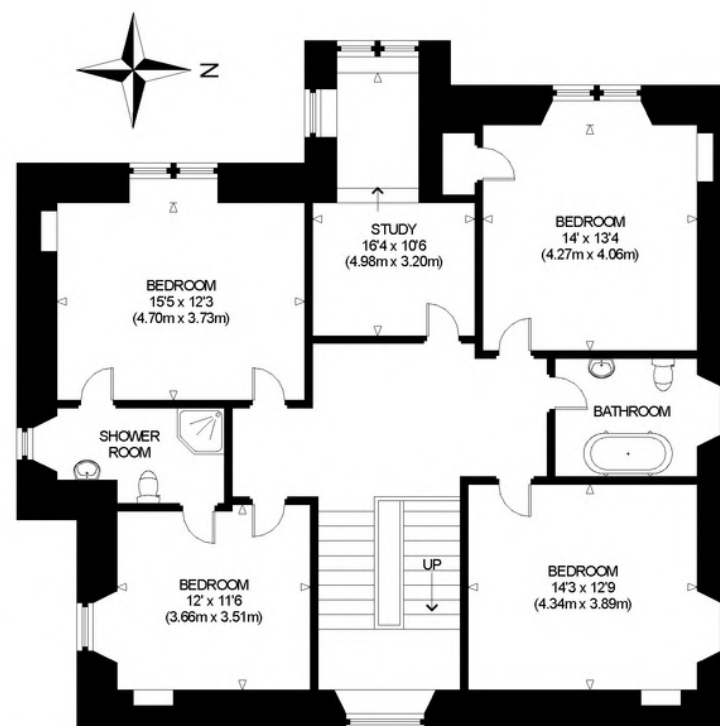 N
STUDY
16'4 x 10'6
(4.98m x 3.20m)
BEDROOM
14' x 13'4
(4.27m x 4.06m)
BEDROOM
15'5 x 12'3
(4.70m x 3.73m)
BATHROOM
SHOWER
ROOM
UP
BEDROOM
12' x 11'6
(3.66m x 3.51m)
BEDROOM
14'3 x 12'9
(4.34m x 3.89m)